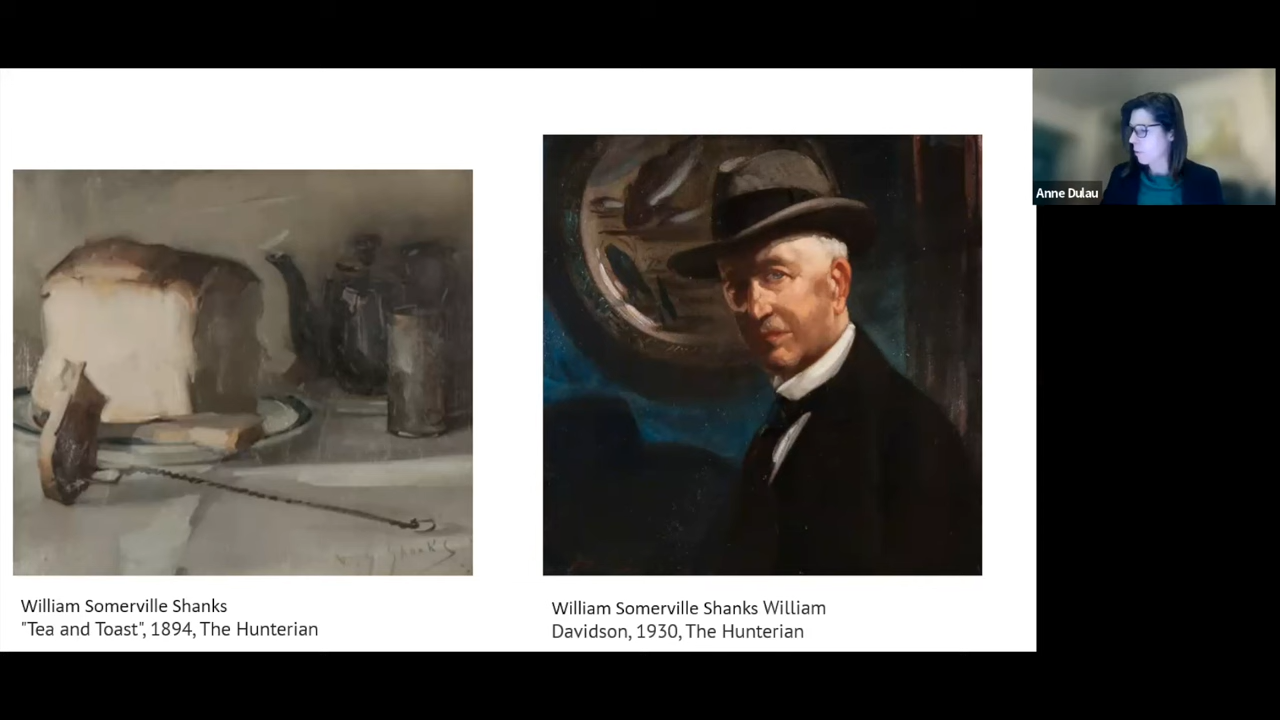 Anne Dulau
William Somerville Shanks
"Tea and Toast", 1894, The Hunterian
William Somerville Shanks William
Davidson, 1930, The Hunterian